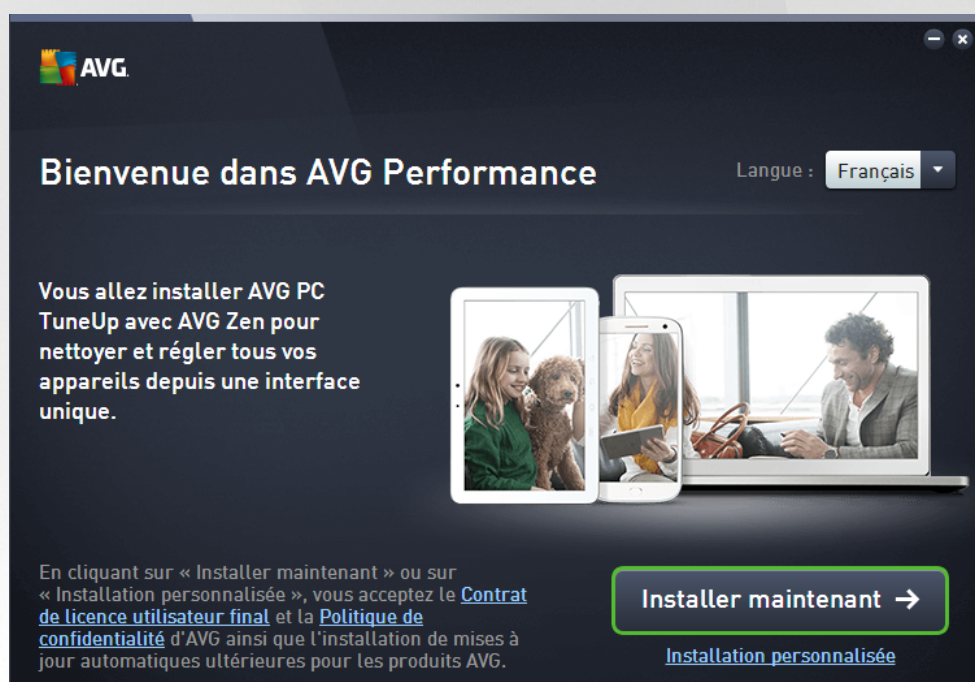 AVG.
Bienvenue dans AVG Performance
Langue :
Français
Vous allez installer AVG PC
TuneUp avec AVG Zen pour
nettoyer et régler tous vos
appareils depuis une interface
unique.
En cliquant sur « Installer maintenant » ou sur
« Installation personnalisée », vous acceptez le Contrat
de licence utilisateur final et la Politique de
confidentialité d'AVG ainsi que l'installation de mises à
jour automatiques ultérieures pour les produits AVG.
Installer maintenant →
Installation personnalisée